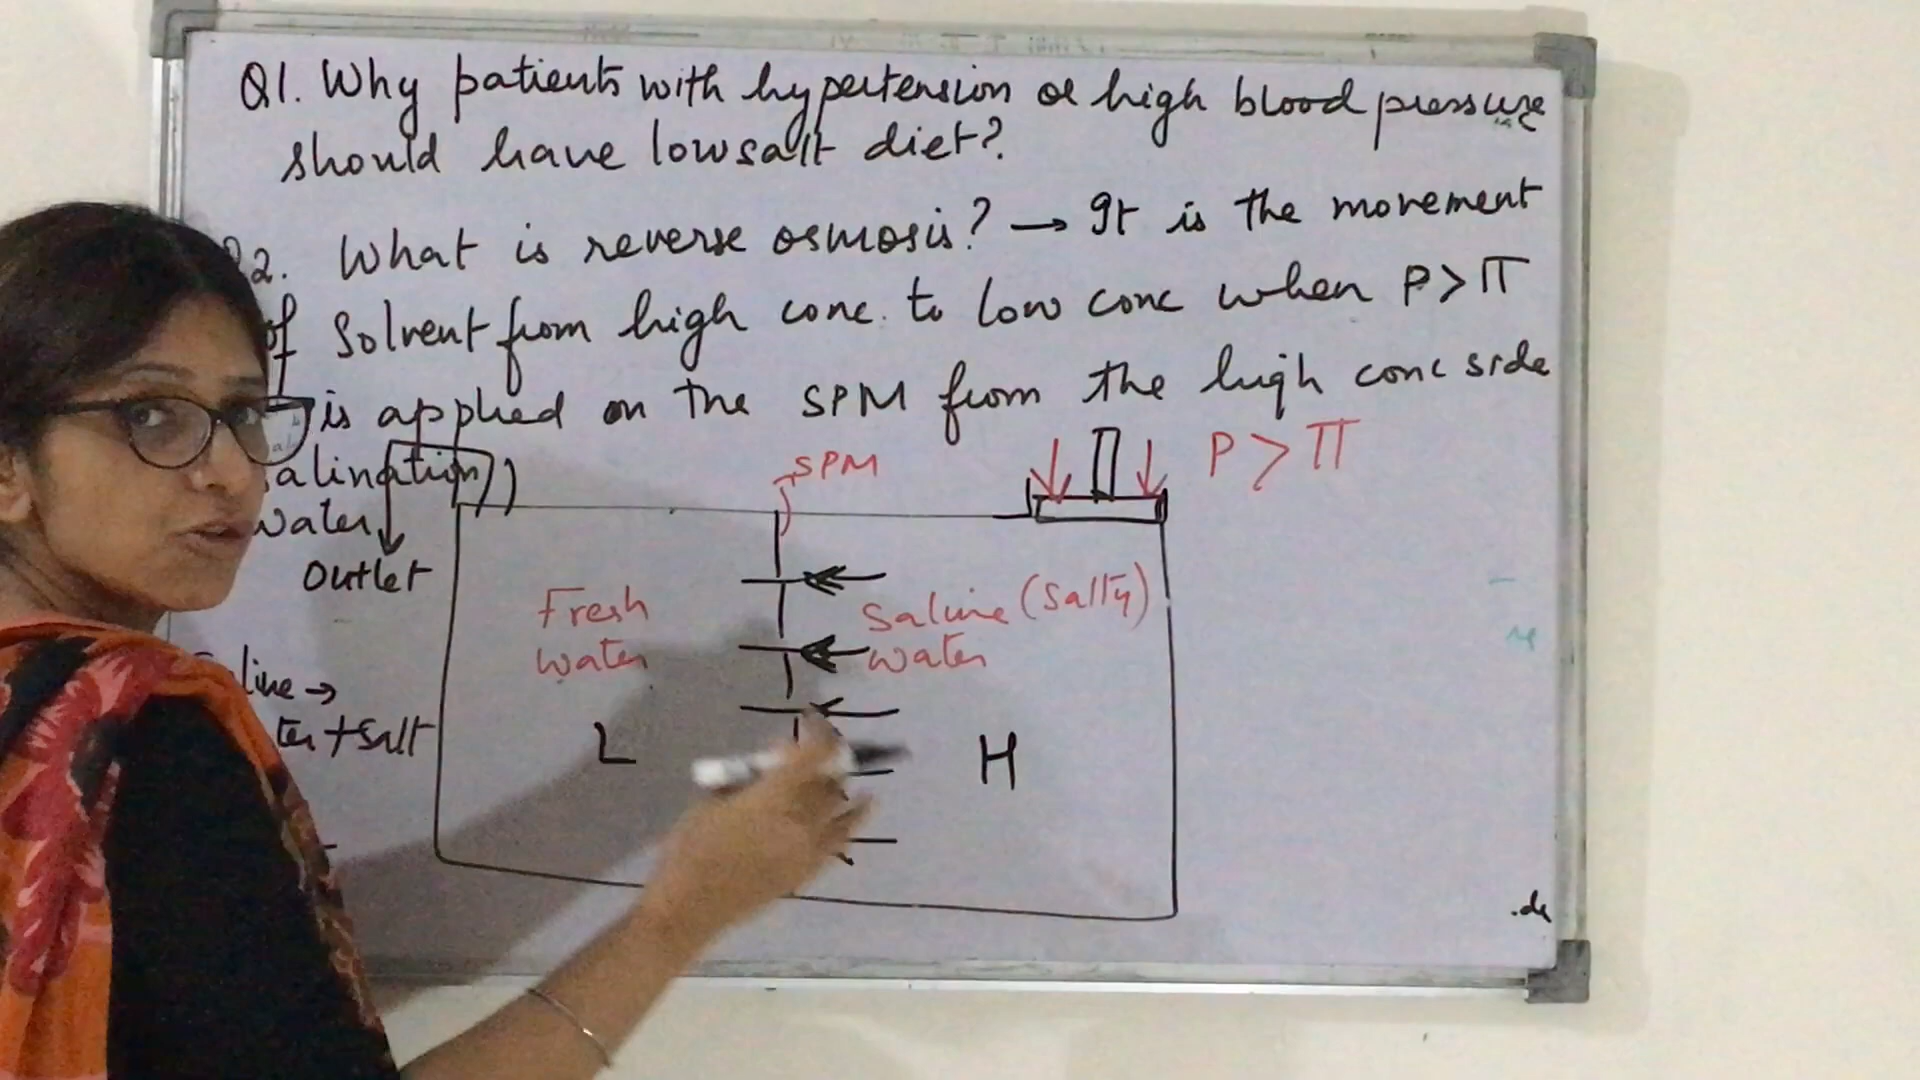 Q1. Why patients with hypertension or high blood pressure
should have low salt diet?
2. What is reverse osmosis? → It is the movement
of Solvent from high conc. to low conc when P > π
is applied on the SPM from the high conc side
alination))
water
Outlet
SPM
P > π
Fresh
water
Saline (salty)
water
line →
ter + salt
L
H